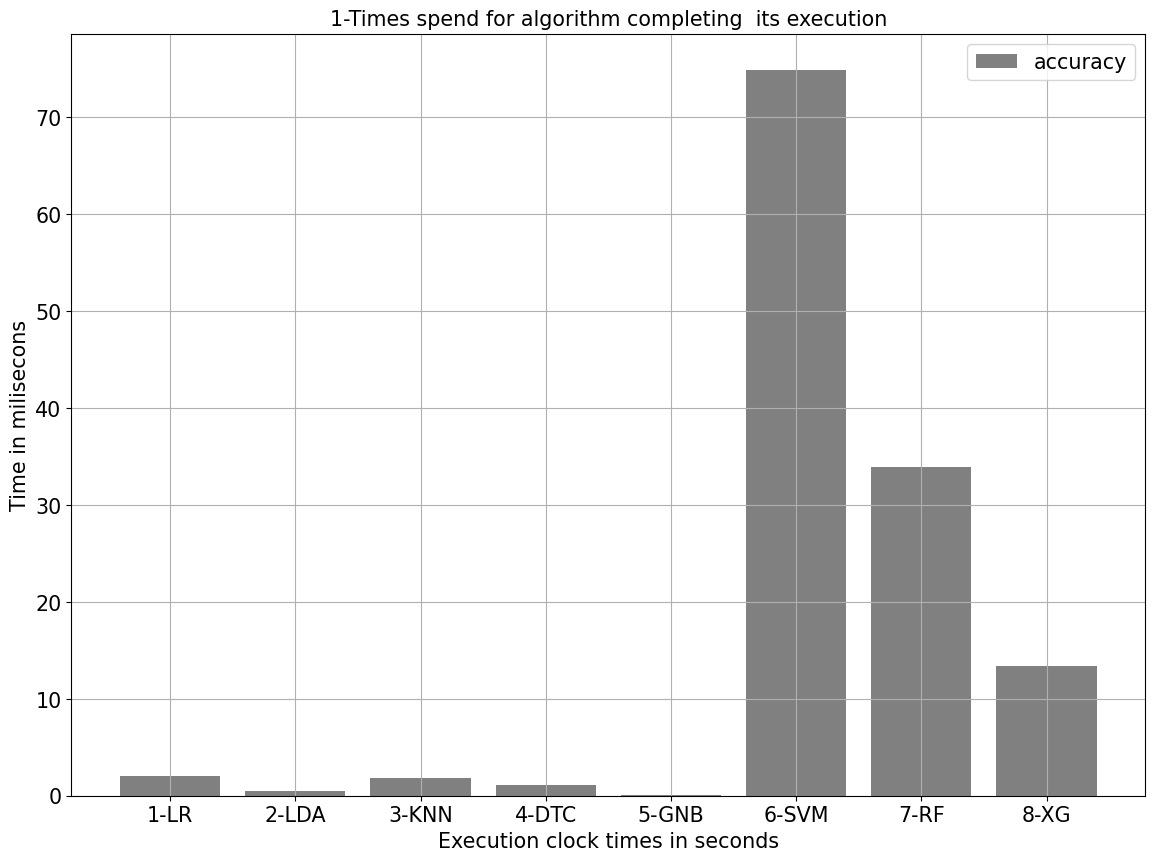 1-Times spend for algorithm completing  its execution
accuracy
Time in milisecons
70
60
50
40
30
20
10
0
1-LR 2-LDA 3-KNN 4-DTC 5-GNB 6-SVM 7-RF 8-XG
Execution clock times in seconds